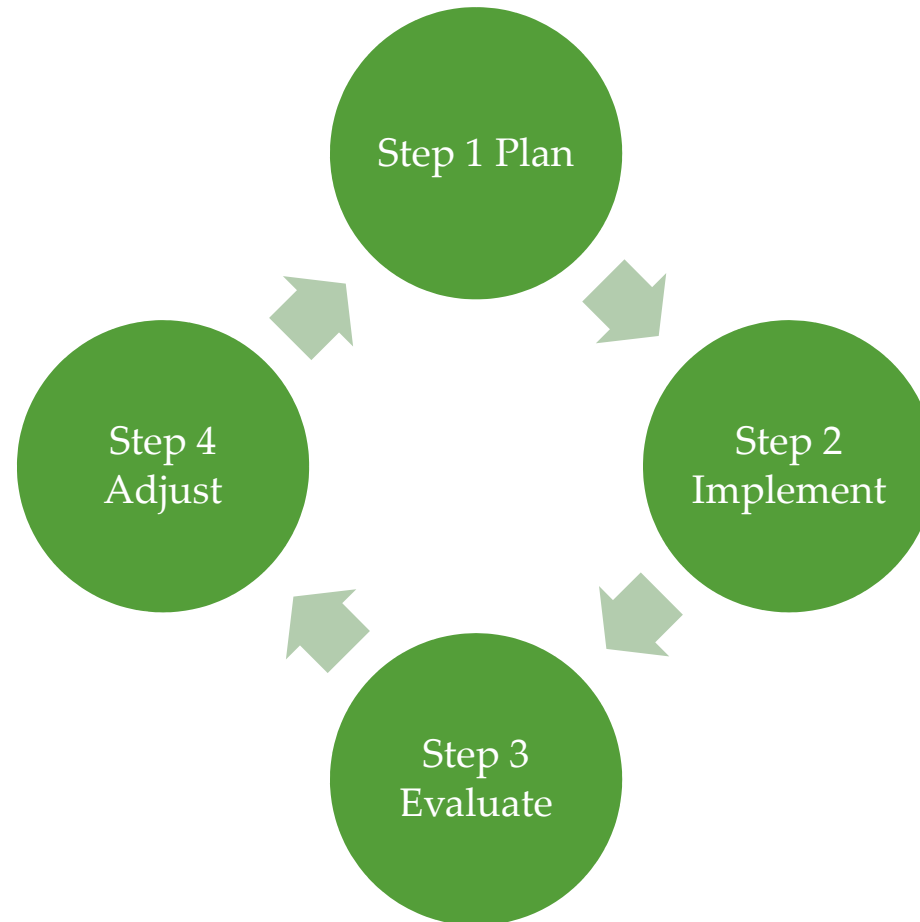 Step 1 Plan
Step 2
Implement
Step 3
Evaluate
Step 4
Adjust